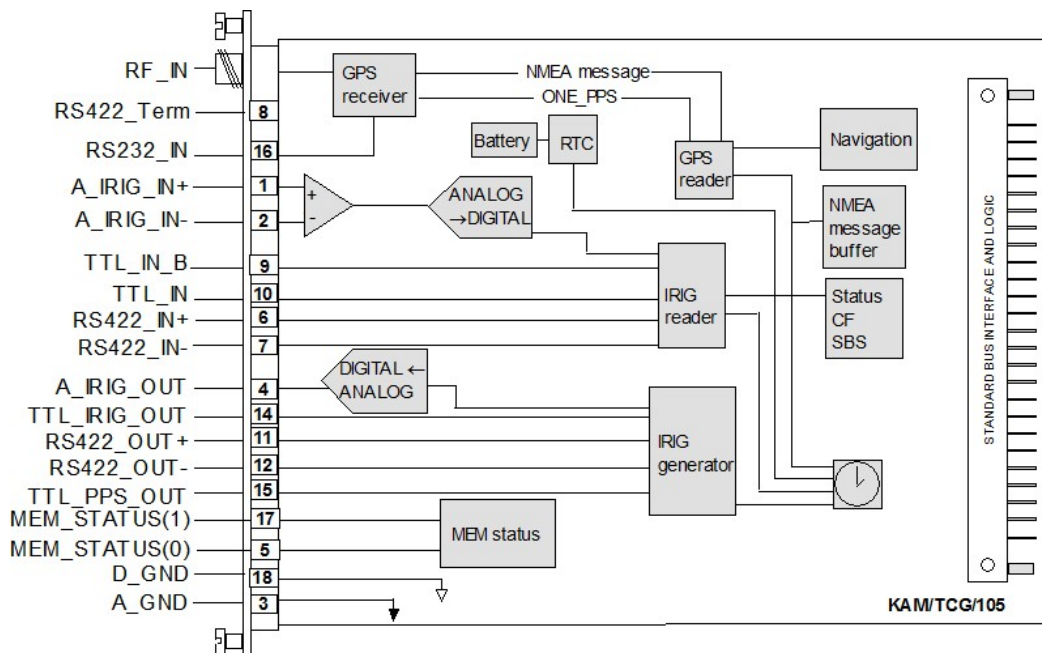 RF_IN
RS422_Term
RS232_IN
A_IRIG_IN+
A_IRIG_IN-
TTL_IN_B
TTL_IN
RS422_IN+
RS422_IN-
A_IRIG_OUT
TTL_IRIG_OUT
RS422_OUT+
RS422_OUT-
TTL_PPS_OUT
MEM_STATUS(1)
MEM_STATUS(0)
D_GND
A_GND
8
16
1
2
9
10
6
7
4
14
11
12
15
17
5
18
3
GPS
receiver
NMEA message
ONE_PPS
Battery
RTC
GPS
reader
Navigation
+
-
ANALOG
→DIGITAL
NMEA
message
buffer
IRIG
reader
Status
CF
SBS
DIGITAL ←
ANALOG
IRIG
generator
MEM status
STANDARD BUS INTERFACE AND LOGIC
KAM/TCG/105